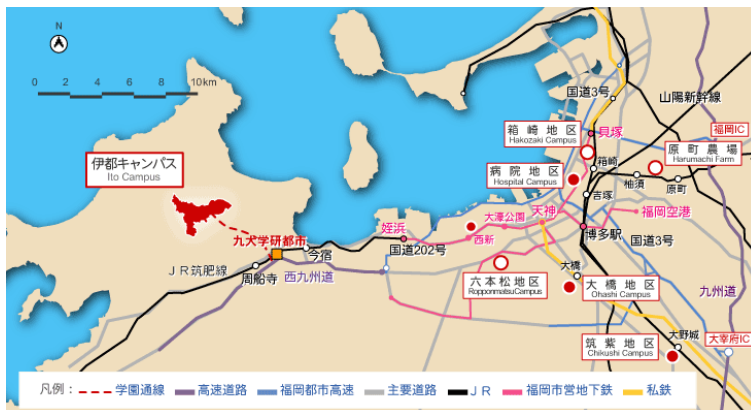 N
0 2 4 6 8 10km
国道3号
山陽新幹線
箱崎地区
Hakozaki Campus
貝塚
福岡IC
伊都キャンパス
Ito Campus
原町農場
Harumachi Farm
病院地区
Hospital Campus
箱崎
柚須
原町
吉塚
大濠公園
天神
福岡空港
姪浜
西新
九大学研都市
今宿
国道202号
博多駅
国道3号
JR筑肥線
周船寺
西九州道
六本松地区
RopponmatsuCampus
大橋
大橋地区
Ohashi Campus
九州道
筑紫地区
Chikushi Campus
大野城
大宰府IC
凡例：
学園通線
高速道路
福岡都市高速
主要道路
JR
福岡市営地下鉄
私鉄